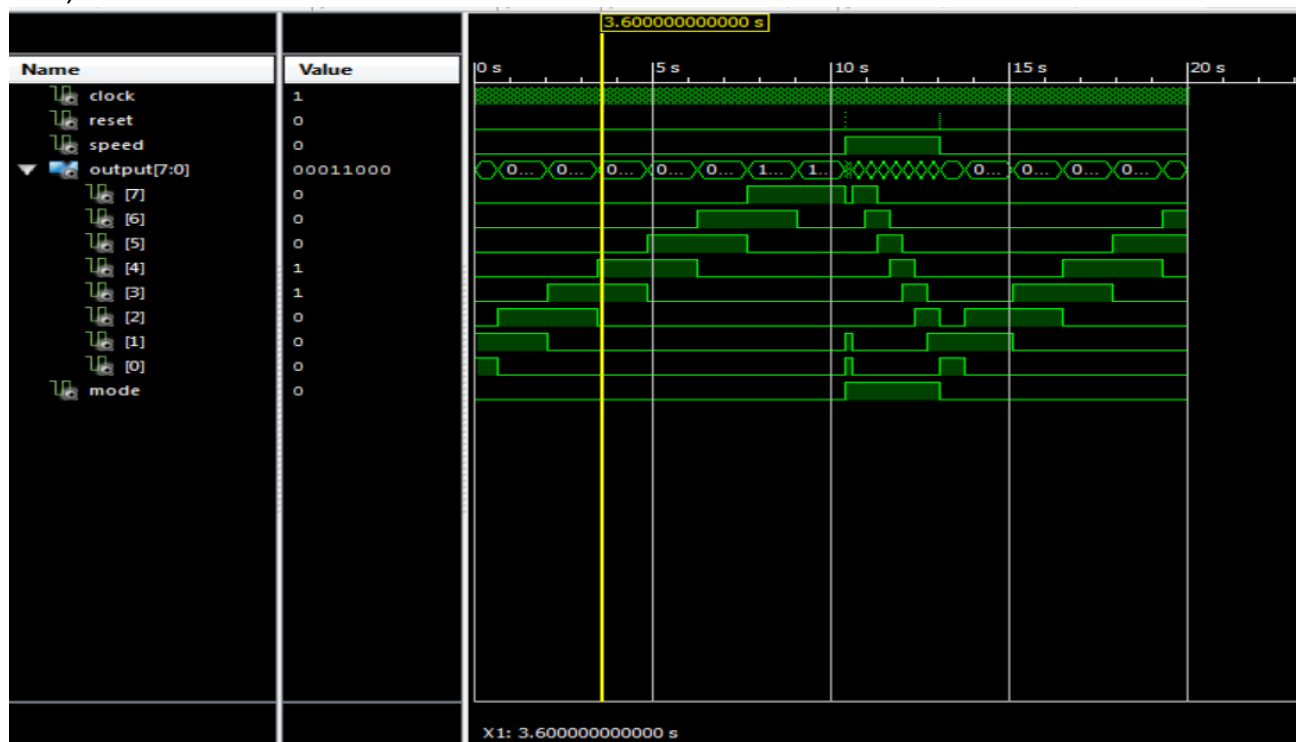 3.600000000000 s
Name Value 0 s 5 s 10 s 15 s 20 s
clock 1
reset 0
speed 0
output[7:0] 00011000 0... 0... 0... 0... 0... 1... 1... 0... 0... 0... 0...
[7] 0
[6] 0
[5] 0
[4] 1
[3] 1
[2] 0
[1] 0
[0] 0
mode 0
X1: 3.600000000000 s